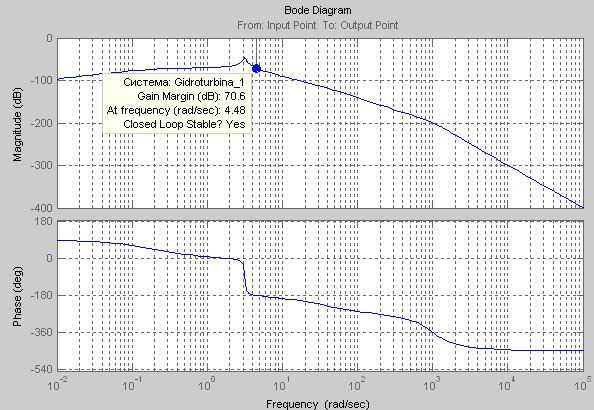 Bode Diagram
From: Input Point To: Output Point
Magnitude (dB)
0
-100
-200
-300
-400
Система: Gidroturbina_1
Gain Margin (dB): 70.6
At frequency (rad/sec): 4.48
Closed Loop Stable? Yes
Phase (deg)
180
0
-180
-360
-540
10^-2 10^-1 10^0 10^1 10^2 10^3 10^4 10^5
Frequency (rad/sec)